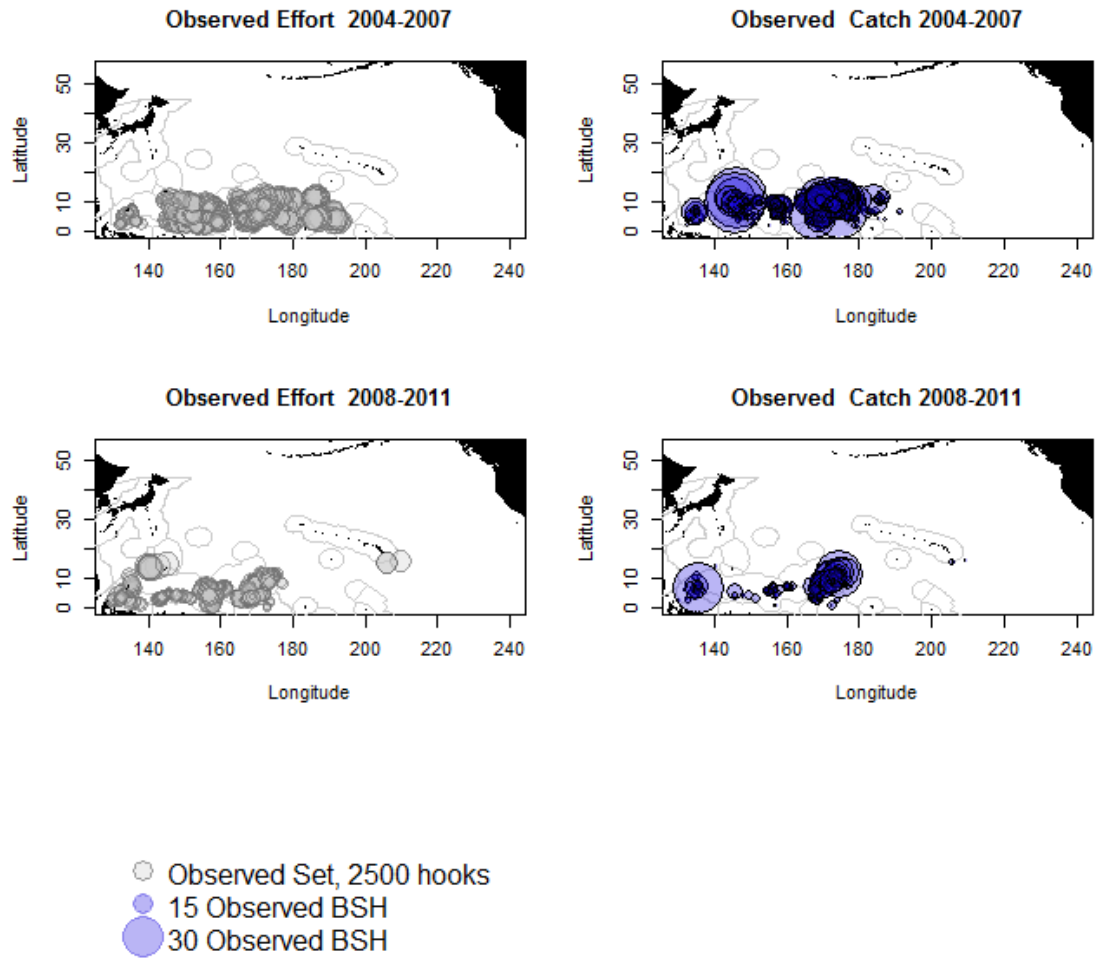 Observed Effort 2004-2007
Observed Catch 2004-2007
Latitude
0 10 30 50
140 160 180 200 220 240
Longitude
Latitude
0 10 30 50
140 160 180 200 220 240
Longitude
Observed Effort 2008-2011
Observed Catch 2008-2011
Latitude
0 10 30 50
140 160 180 200 220 240
Longitude
Latitude
0 10 30 50
140 160 180 200 220 240
Longitude
Observed Set, 2500 hooks
15 Observed BSH
30 Observed BSH